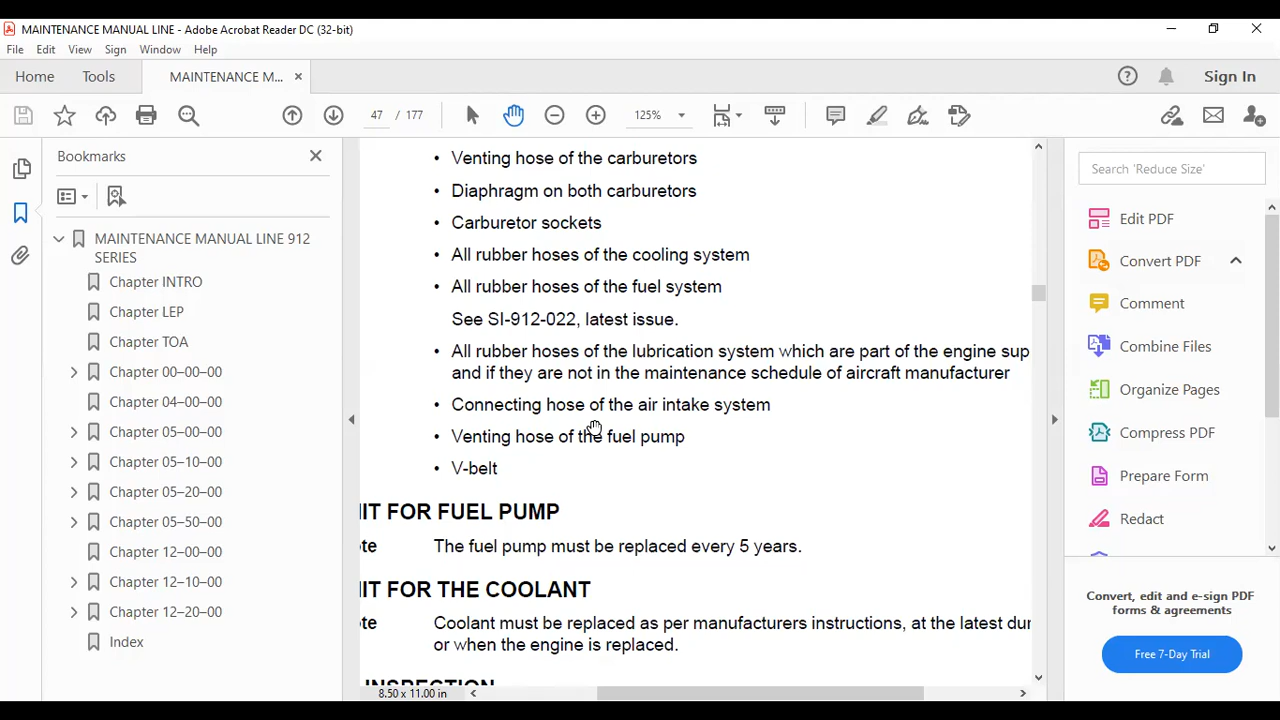 MAINTENANCE MANUAL LINE - Adobe Acrobat Reader DC (32-bit)
File Edit View Sign Window Help
Home Tools MAINTENANCE M... × Sign In
47 / 177 125%
Bookmarks
MAINTENANCE MANUAL LINE 912
SERIES
Chapter INTRO
Chapter LEP
Chapter TOA
Chapter 00–00–00
Chapter 04–00–00
Chapter 05–00–00
Chapter 05–10–00
Chapter 05–20–00
Chapter 05–50–00
Chapter 12–00–00
Chapter 12–10–00
Chapter 12–20–00
Index
• Venting hose of the carburetors
• Diaphragm on both carburetors
• Carburetor sockets
• All rubber hoses of the cooling system
• All rubber hoses of the fuel system
See SI-912-022, latest issue.
• All rubber hoses of the lubrication system which are part of the engine sup
and if they are not in the maintenance schedule of aircraft manufacturer
• Connecting hose of the air intake system
• Venting hose of the fuel pump
• V-belt
IT FOR FUEL PUMP
te The fuel pump must be replaced every 5 years.
IT FOR THE COOLANT
te Coolant must be replaced as per manufacturers instructions, at the latest dur
or when the engine is replaced.
INSPECTION
8.50 x 11.00 in
Search 'Reduce Size'
Edit PDF
Convert PDF
Comment
Combine Files
Organize Pages
Compress PDF
Prepare Form
Redact
Convert, edit and e-sign PDF
forms & agreements
Free 7-Day Trial